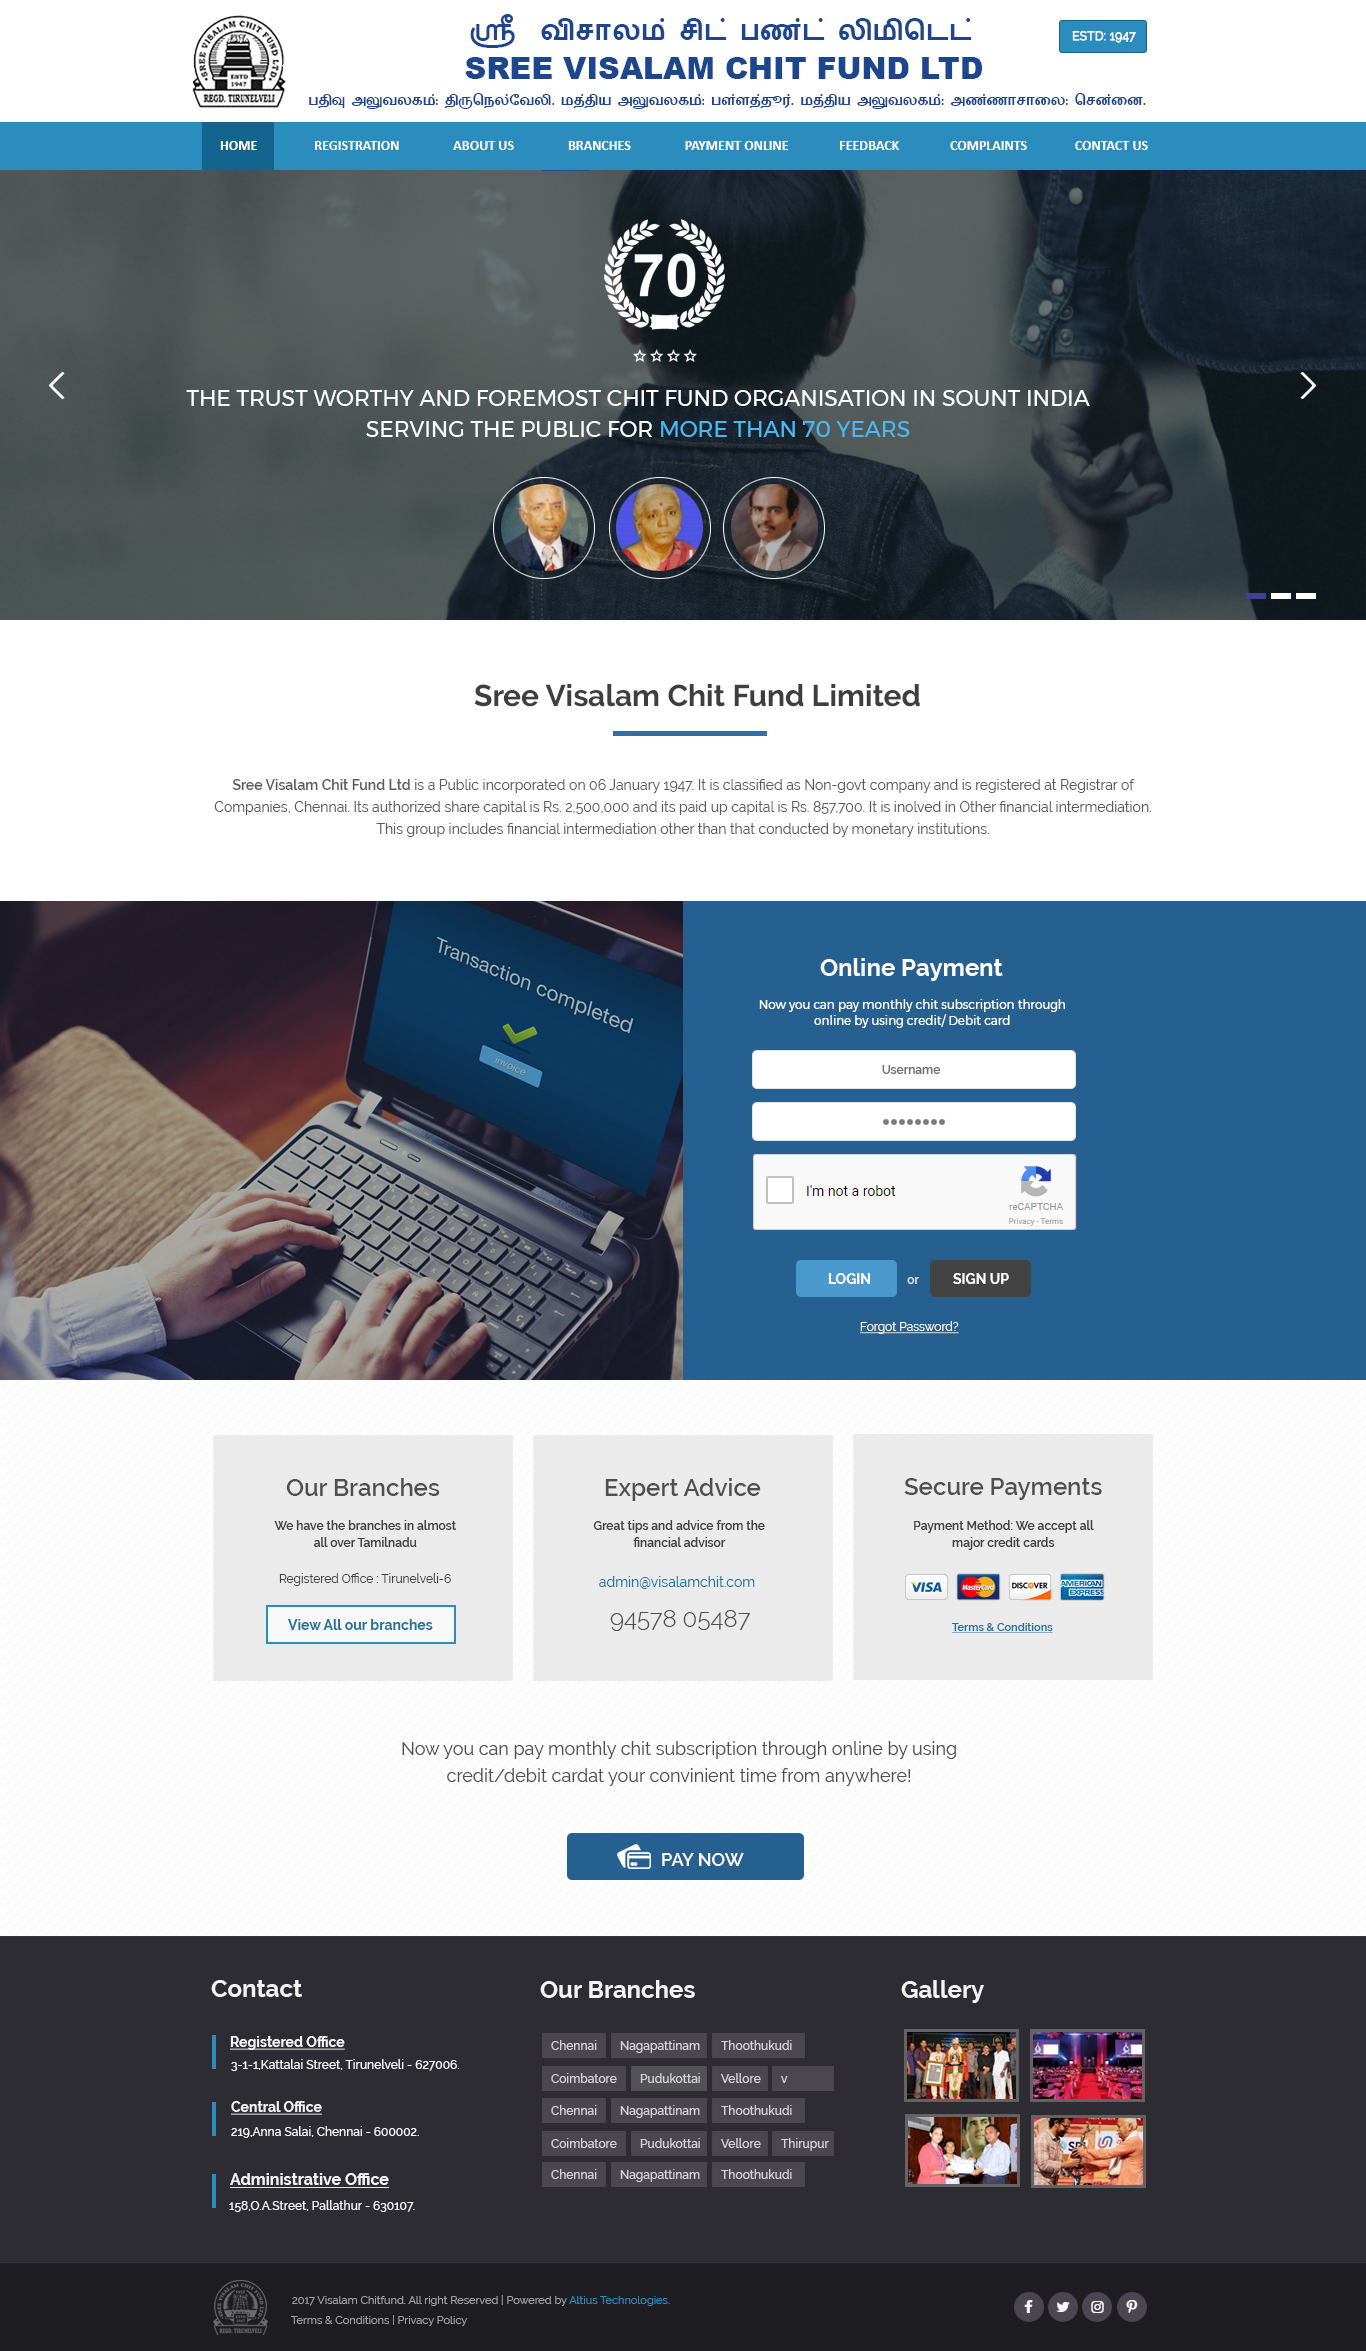 SREE VISALAM CHIT FUND LTD.
ESTD
1947
REGD. TIRUNELVELI
ஸ்ரீ விசாலம் சிட் பண்ட் லிமிடெட்
SREE VISALAM CHIT FUND LTD
பதிவு அலுவலகம்: திருநெல்வேலி. மத்திய அலுவலகம்: பள்ளத்தூர். மத்திய அலுவலகம்: அண்ணாசாலை: சென்னை.
ESTD: 1947
HOME REGISTRATION ABOUT US BRANCHES PAYMENT ONLINE FEEDBACK COMPLAINTS CONTACT US
70
THE TRUST WORTHY AND FOREMOST CHIT FUND ORGANISATION IN SOUNT INDIA
SERVING THE PUBLIC FOR MORE THAN 70 YEARS
Sree Visalam Chit Fund Limited
Sree Visalam Chit Fund Ltd is a Public incorporated on 06 January 1947. It is classified as Non-govt company and is registered at Registrar of
Companies, Chennai. Its authorized share capital is Rs. 2,500,000 and its paid up capital is Rs. 857,700. It is inolved in Other financial intermediation.
This group includes financial intermediation other than that conducted by monetary institutions.
Transaction completed
invoice
Online Payment
Now you can pay monthly chit subscription through
online by using credit/ Debit card
Username
I'm not a robot
reCAPTCHA
Privacy - Terms
LOGIN or SIGN UP
Forgot Password?
Our Branches
We have the branches in almost
all over Tamilnadu
Registered Office : Tirunelveli-6
View All our branches
Expert Advice
Great tips and advice from the
financial advisor
admin@visalamchit.com
94578 05487
Secure Payments
Payment Method: We accept all
major credit cards
VISA MasterCard DISCOVER AMERICAN EXPRESS
Terms & Conditions
Now you can pay monthly chit subscription through online by using
credit/debit cardat your convinient time from anywhere!
PAY NOW
Contact
Registered Office
3-1-1,Kattalai Street, Tirunelveli - 627006.
Central Office
219,Anna Salai, Chennai - 600002.
Administrative Office
158,O.A.Street, Pallathur - 630107.
Our Branches
Chennai Nagapattinam Thoothukudi
Coimbatore Pudukottai Vellore v
Chennai Nagapattinam Thoothukudi
Coimbatore Pudukottai Vellore Thirupur
Chennai Nagapattinam Thoothukudi
Gallery
2017 Visalam Chitfund. All right Reserved | Powered by Altius Technologies.
Terms & Conditions | Privacy Policy